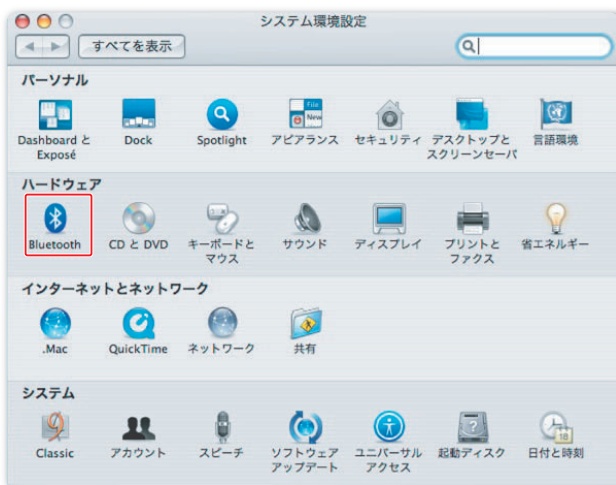 システム環境設定
すべてを表示
パーソナル
Dashboard と
Exposé
Dock
Spotlight
File
New
アピアランス
セキュリティ
デスクトップと
スクリーンセーバ
言語環境
ハードウェア
Bluetooth
CD と DVD
キーボードと
マウス
サウンド
ディスプレイ
プリントと
ファクス
省エネルギー
インターネットとネットワーク
.Mac
QuickTime
ネットワーク
共有
システム
9
Classic
アカウント
スピーチ
ソフトウェア
アップデート
ユニバーサル
アクセス
?
起動ディスク
18
日付と時刻